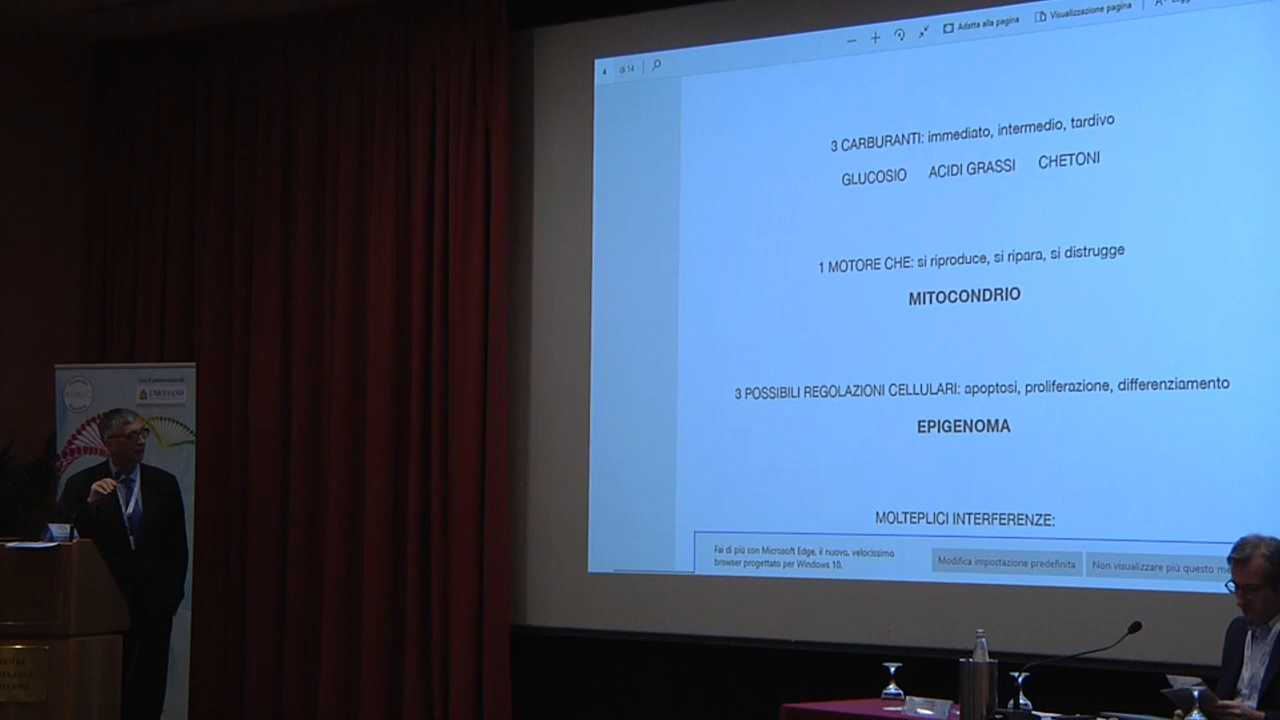 4 di 14
Adatta alla pagina
Visualizzazione pagina
3 CARBURANTI: immediato, intermedio, tardivo
GLUCOSIO ACIDI GRASSI CHETONI
1 MOTORE CHE: si riproduce, si ripara, si distrugge
MITOCONDRIO
3 POSSIBILI REGOLAZIONI CELLULARI: apoptosi, proliferazione, differenziamento
EPIGENOMA
MOLTEPLICI INTERFERENZE:
Fai di più con Microsoft Edge, il nuovo, velocissimo
browser progettato per Windows 10.
Modifica impostazione predefinita
Non visualizzare più questo
UNICUSANO